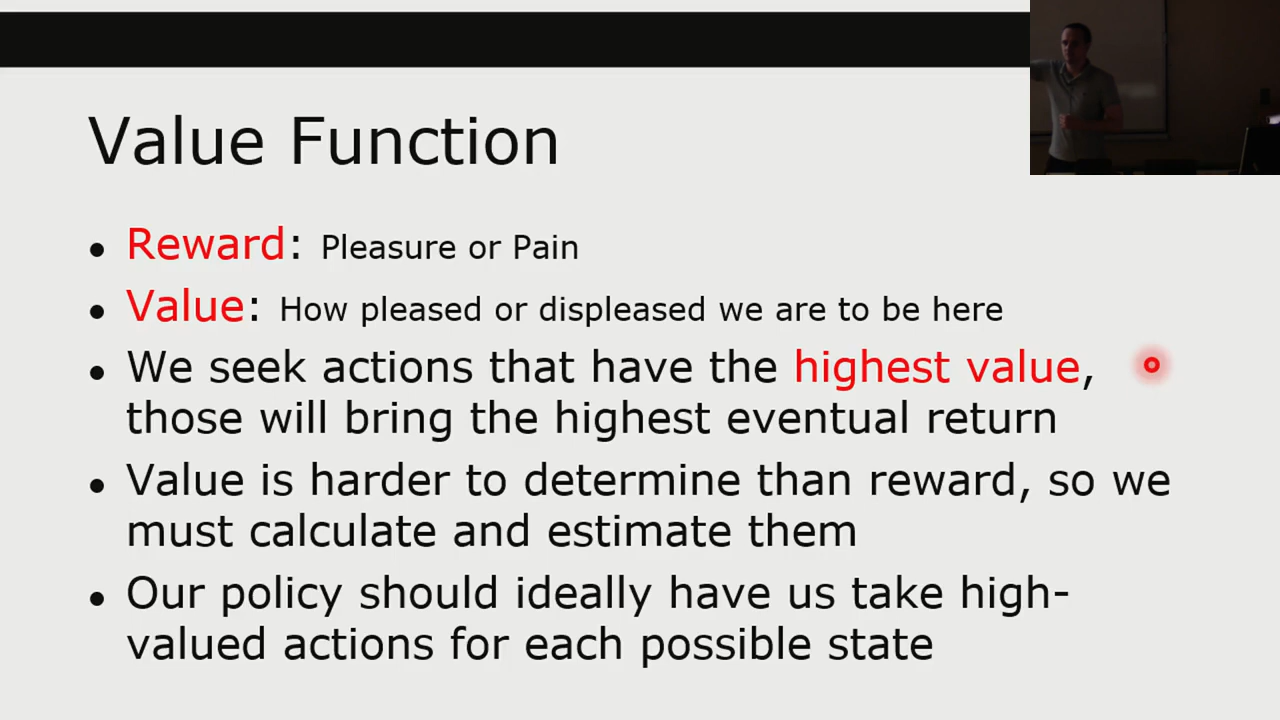 Value Function
● Reward: Pleasure or Pain
● Value: How pleased or displeased we are to be here
● We seek actions that have the highest value,
those will bring the highest eventual return
● Value is harder to determine than reward, so we
must calculate and estimate them
● Our policy should ideally have us take high-
valued actions for each possible state